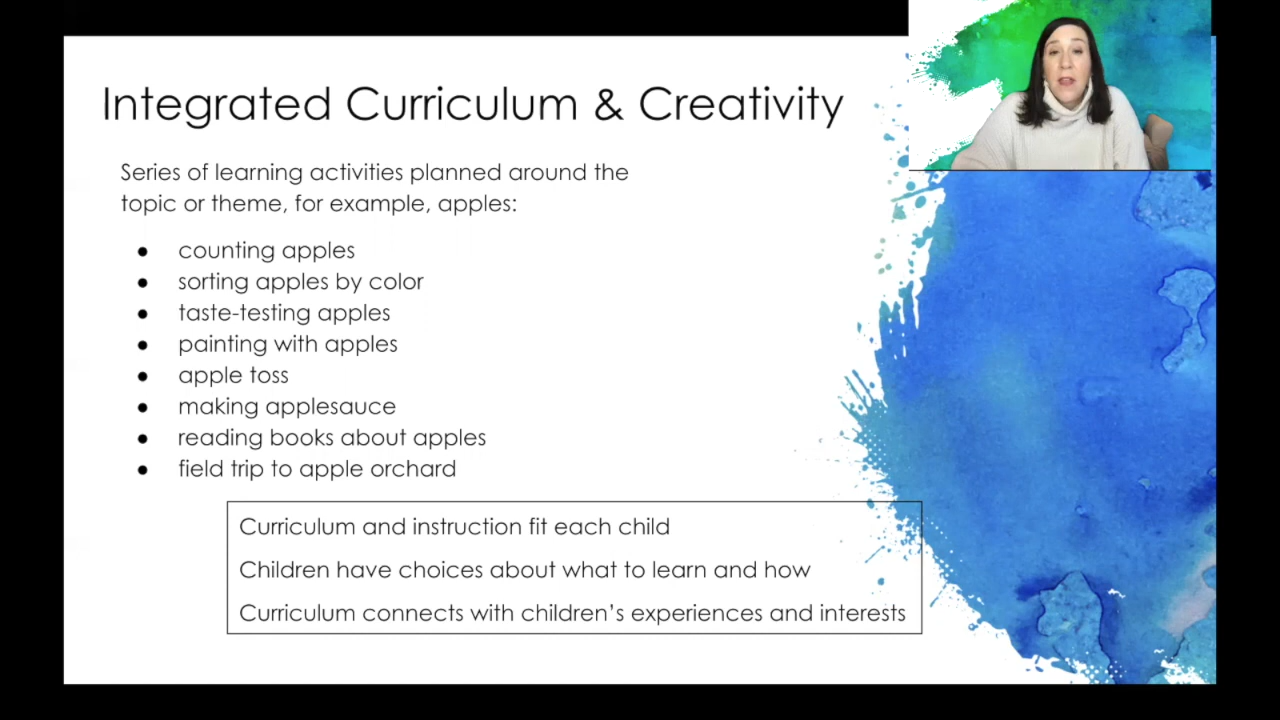 Integrated Curriculum & Creativity
Series of learning activities planned around the
topic or theme, for example, apples:
● counting apples
● sorting apples by color
● taste-testing apples
● painting with apples
● apple toss
● making applesauce
● reading books about apples
● field trip to apple orchard
Curriculum and instruction fit each child
Children have choices about what to learn and how
Curriculum connects with children’s experiences and interests